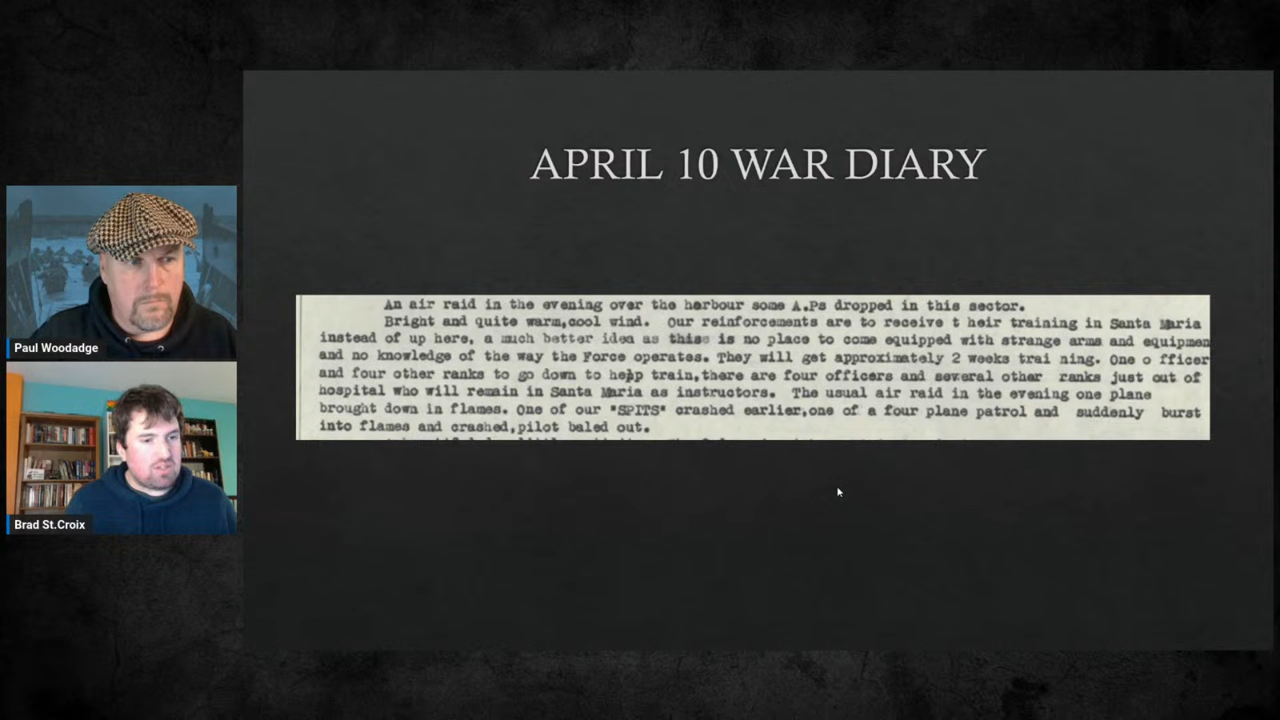 APRIL 10 WAR DIARY
An air raid in the evening over the harbour some A.Ps dropped in this sector.
Bright and quite warm,cool wind. Our reinforcements are to receive t heir training in Santa Maria
instead of up here, a much better idea as this is no place to come equipped with strange arms and equipmen
and no knowledge of the way the Force operates. They will get approximately 2 weeks trai ning. One o fficer
and four other ranks to go down to help train,there are four officers and several other ranks just out of
hospital who will remain in Santa Maria as instructors. The usual air raid in the evening one plane
brought down in flames. One of our "SPITS" crashed earlier,one of a four plane patrol and suddenly burst
into flames and crashed,pilot baled out.
Paul Woodadge
Brad St.Croix